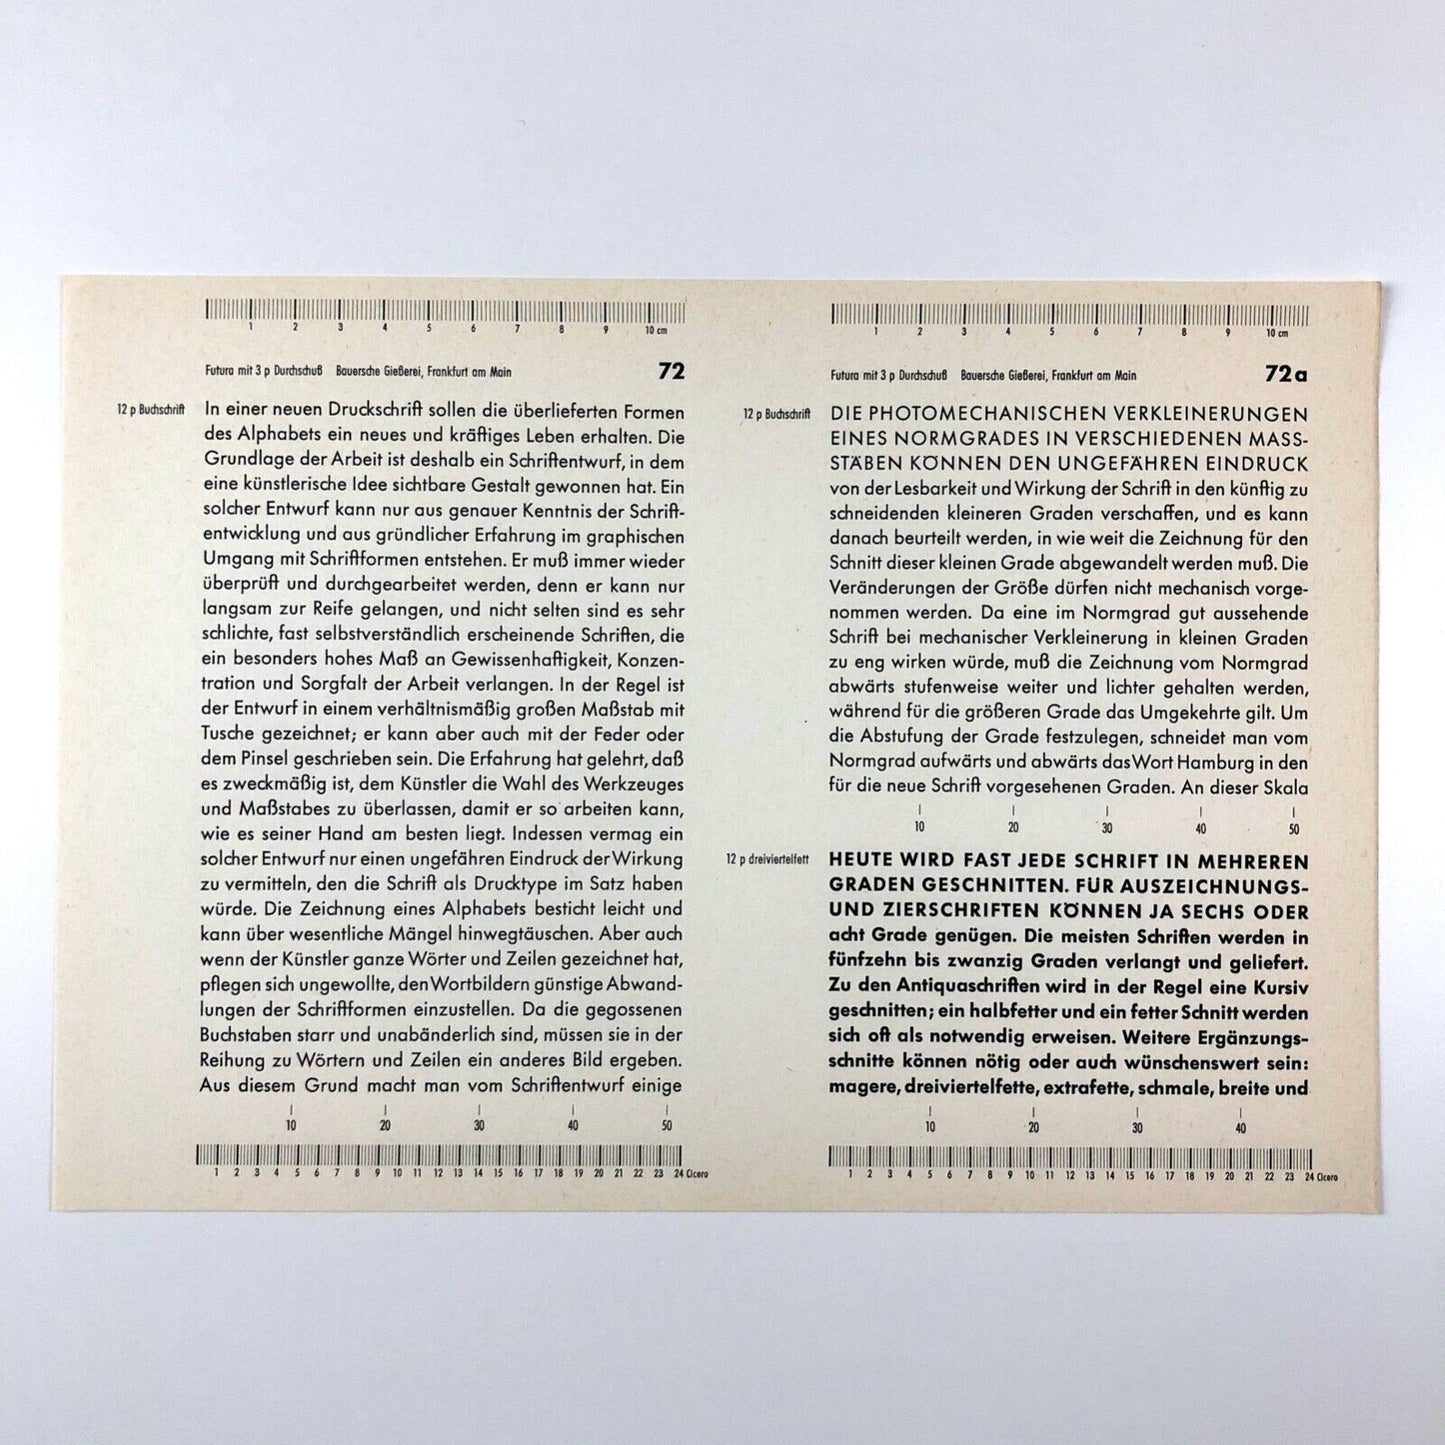 1 2 3 4 5 6 7 8 9 10 cm
Futura mit 3 p Durchschuß Bauersche Gießerei, Frankfurt am Main 72
12 p Buchschrift
In einer neuen Druckschrift sollen die überlieferten Formen
des Alphabets ein neues und kräftiges Leben erhalten. Die
Grundlage der Arbeit ist deshalb ein Schriftentwurf, in dem
eine künstlerische Idee sichtbare Gestalt gewonnen hat. Ein
solcher Entwurf kann nur aus genauer Kenntnis der Schrift-
entwicklung und aus gründlicher Erfahrung im graphischen
Umgang mit Schriftformen entstehen. Er muß immer wieder
überprüft und durchgearbeitet werden, denn er kann nur
langsam zur Reife gelangen, und nicht selten sind es sehr
schlichte, fast selbstverständlich erscheinende Schriften, die
ein besonders hohes Maß an Gewissenhaftigkeit, Konzen-
tration und Sorgfalt der Arbeit verlangen. In der Regel ist
der Entwurf in einem verhältnismäßig großen Maßstab mit
Tusche gezeichnet; er kann aber auch mit der Feder oder
dem Pinsel geschrieben sein. Die Erfahrung hat gelehrt, daß
es zweckmäßig ist, dem Künstler die Wahl des Werkzeuges
und Maßstabes zu überlassen, damit er so arbeiten kann,
wie es seiner Hand am besten liegt. Indessen vermag ein
solcher Entwurf nur einen ungefähren Eindruck der Wirkung
zu vermitteln, den die Schrift als Drucktype im Satz haben
würde. Die Zeichnung eines Alphabets besticht leicht und
kann über wesentliche Mängel hinwegtäuschen. Aber auch
wenn der Künstler ganze Wörter und Zeilen gezeichnet hat,
pflegen sich ungewollte, den Wortbildern günstige Abwand-
lungen der Schriftformen einzustellen. Da die gegossenen
Buchstaben starr und unabänderlich sind, müssen sie in der
Reihung zu Wörtern und Zeilen ein anderes Bild ergeben.
Aus diesem Grund macht man vom Schriftentwurf einige
10 20 30 40 50
1 2 3 4 5 6 7 8 9 10 11 12 13 14 15 16 17 18 19 20 21 22 23 24 Cicero
1 2 3 4 5 6 7 8 9 10 cm
Futura mit 3 p Durchschuß Bauersche Gießerei, Frankfurt am Main 72a
12 p Buchschrift
DIE PHOTOMECHANISCHEN VERKLEINERUNGEN
EINES NORMGRADES IN VERSCHIEDENEN MASS-
STÄBEN KÖNNEN DEN UNGEFÄHREN EINDRUCK
von der Lesbarkeit und Wirkung der Schrift in den künftig zu
schneidenden kleineren Graden verschaffen, und es kann
danach beurteilt werden, in wie weit die Zeichnung für den
Schnitt dieser kleinen Grade abgewandelt werden muß. Die
Veränderungen der Größe dürfen nicht mechanisch vorge-
nommen werden. Da eine im Normgrad gut aussehende
Schrift bei mechanischer Verkleinerung in kleinen Graden
zu eng wirken würde, muß die Zeichnung vom Normgrad
abwärts stufenweise weiter und lichter gehalten werden,
während für die größeren Grade das Umgekehrte gilt. Um
die Abstufung der Grade festzulegen, schneidet man vom
Normgrad aufwärts und abwärts das Wort Hamburg in den
für die neue Schrift vorgesehenen Graden. An dieser Skala
10 20 30 40 50
12 p dreiviertelfett
HEUTE WIRD FAST JEDE SCHRIFT IN MEHREREN
GRADEN GESCHNITTEN. FÜR AUSZEICHNUNGS-
UND ZIERSCHRIFTEN KÖNNEN JA SECHS ODER
acht Grade genügen. Die meisten Schriften werden in
fünfzehn bis zwanzig Graden verlangt und geliefert.
Zu den Antiquaschriften wird in der Regel eine Kursiv
geschnitten; ein halbfetter und ein fetter Schnitt werden
sich oft als notwendig erweisen. Weitere Ergänzungs-
schnitte können nötig oder auch wünschenswert sein:
magere, dreiviertelfette, extrafette, schmale, breite und
10 20 30 40
1 2 3 4 5 6 7 8 9 10 11 12 13 14 15 16 17 18 19 20 21 22 23 24 Cicero